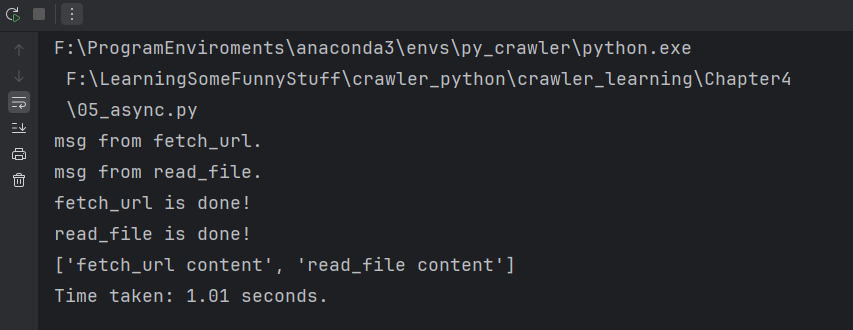 F:\ProgramEnviroments\anaconda3\envs\py_crawler\python.exe
F:\LearningSomeFunnyStuff\crawler_python\crawler_learning\Chapter4
\05_async.py
msg from fetch_url.
msg from read_file.
fetch_url is done!
read_file is done!
['fetch_url content', 'read_file content']
Time taken: 1.01 seconds.